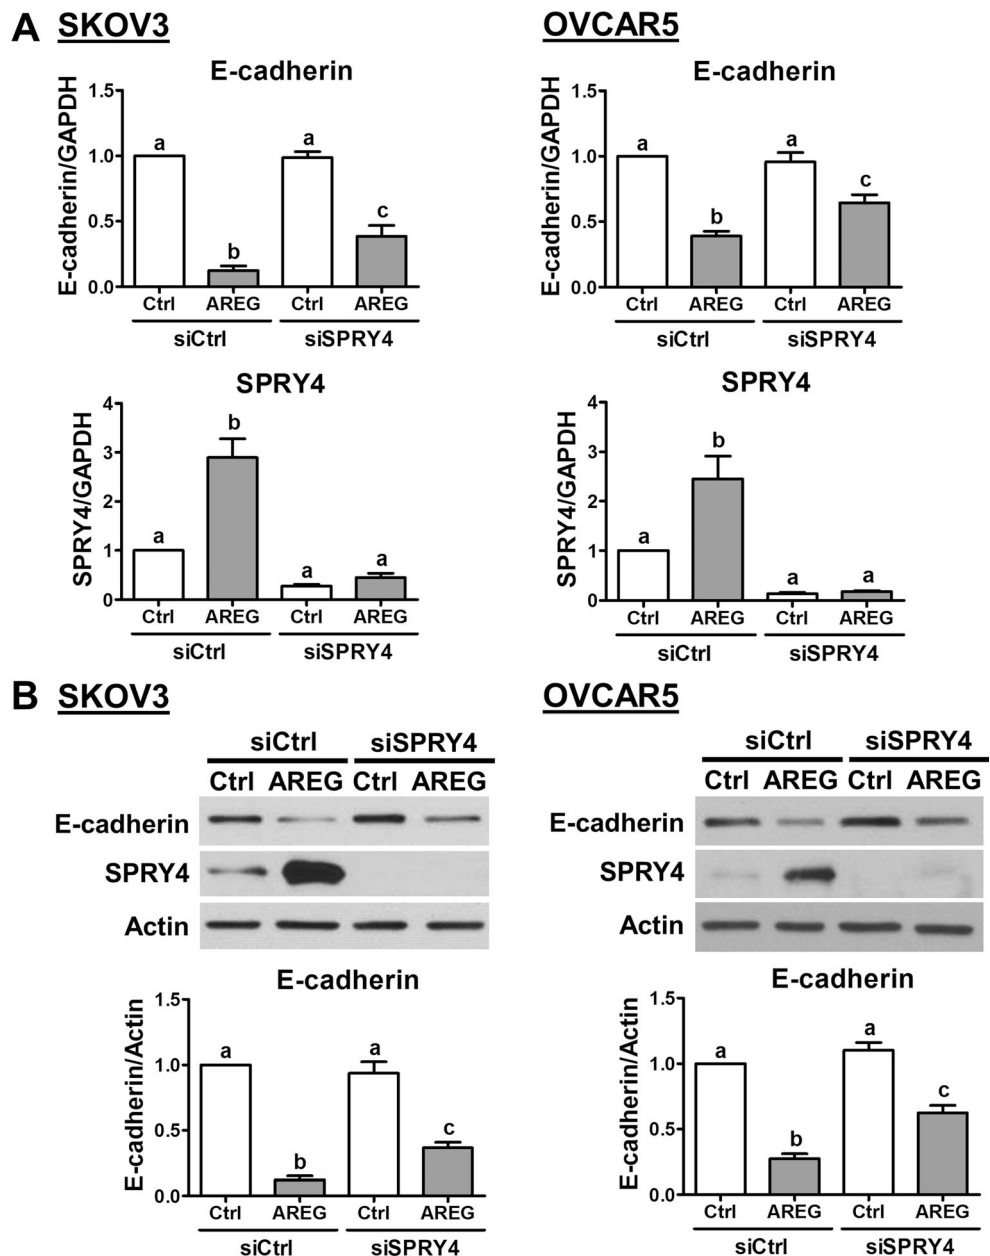 A SKOV3 OVCAR5
E-cadherin
E-cadherin/GAPDH
1.5
1.0
0.5
0.0
a b a c
Ctrl AREG Ctrl AREG
siCtrl siSPRY4
E-cadherin
E-cadherin/GAPDH
1.5
1.0
0.5
0.0
a b a c
Ctrl AREG Ctrl AREG
siCtrl siSPRY4
SPRY4
SPRY4/GAPDH
4
3
2
1
0
a b a a
Ctrl AREG Ctrl AREG
siCtrl siSPRY4
SPRY4
SPRY4/GAPDH
4
3
2
1
0
a b a a
Ctrl AREG Ctrl AREG
siCtrl siSPRY4
B SKOV3 OVCAR5
siCtrl siSPRY4
Ctrl AREG Ctrl AREG
E-cadherin
SPRY4
Actin
siCtrl siSPRY4
Ctrl AREG Ctrl AREG
E-cadherin
SPRY4
Actin
E-cadherin
E-cadherin/Actin
1.5
1.0
0.5
0.0
a b a c
Ctrl AREG Ctrl AREG
siCtrl siSPRY4
E-cadherin
E-cadherin/Actin
1.5
1.0
0.5
0.0
a b a c
Ctrl AREG Ctrl AREG
siCtrl siSPRY4